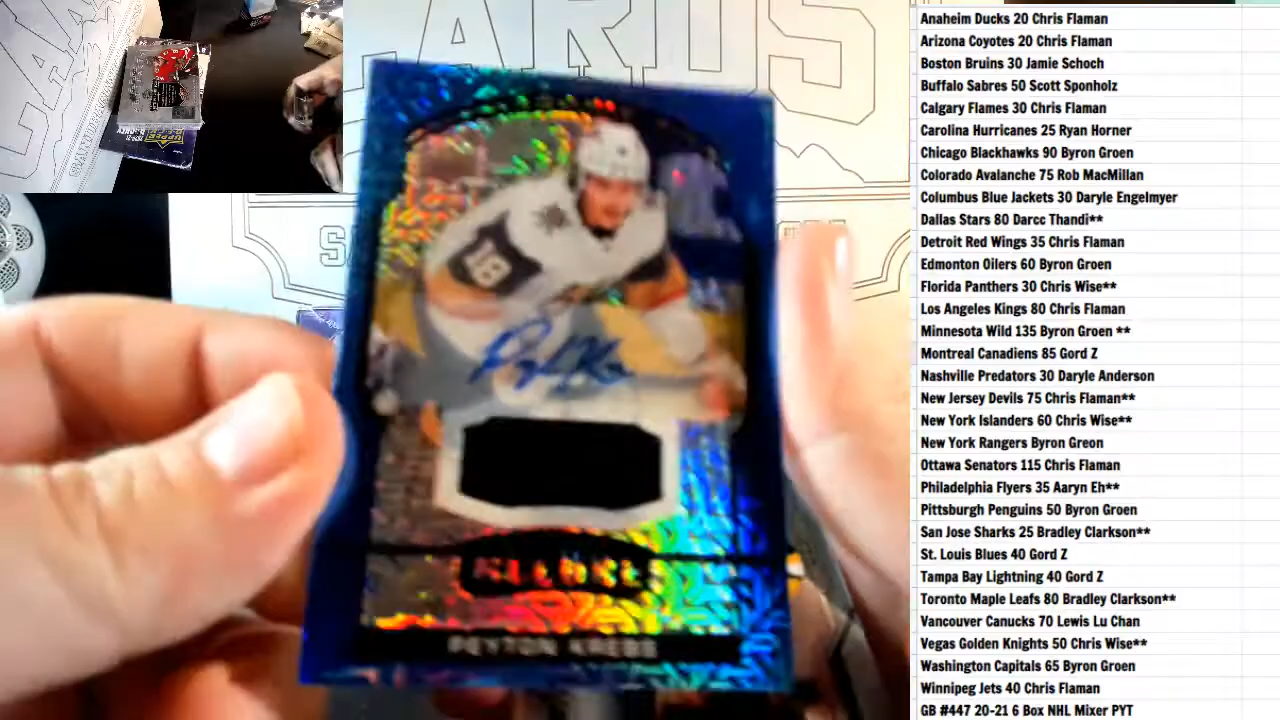 Anaheim Ducks 20 Chris Flaman
Arizona Coyotes 20 Chris Flaman
Boston Bruins 30 Jamie Schoch
Buffalo Sabres 50 Scott Sponholz
Calgary Flames 30 Chris Flaman
Carolina Hurricanes 25 Ryan Horner
Chicago Blackhawks 90 Byron Groen
Colorado Avalanche 75 Rob MacMillan
Columbus Blue Jackets 30 Daryle Engelmyer
Dallas Stars 80 Darcc Thandi**
Detroit Red Wings 35 Chris Flaman
Edmonton Oilers 60 Byron Groen
Florida Panthers 30 Chris Wise**
Los Angeles Kings 80 Chris Flaman
Minnesota Wild 135 Byron Groen **
Montreal Canadiens 85 Gord Z
Nashville Predators 30 Daryle Anderson
New Jersey Devils 75 Chris Flaman**
New York Islanders 60 Chris Wise**
New York Rangers Byron Greon
Ottawa Senators 115 Chris Flaman
Philadelphia Flyers 35 Aaryn Eh**
Pittsburgh Penguins 50 Byron Groen
San Jose Sharks 25 Bradley Clarkson**
St. Louis Blues 40 Gord Z
Tampa Bay Lightning 40 Gord Z
Toronto Maple Leafs 80 Bradley Clarkson**
Vancouver Canucks 70 Lewis Lu Chan
Vegas Golden Knights 50 Chris Wise**
Washington Capitals 65 Byron Groen
Winnipeg Jets 40 Chris Flaman
GB #447 20-21 6 Box NHL Mixer PYT
CARDS
18
ALLURE
PEYTON KREBS